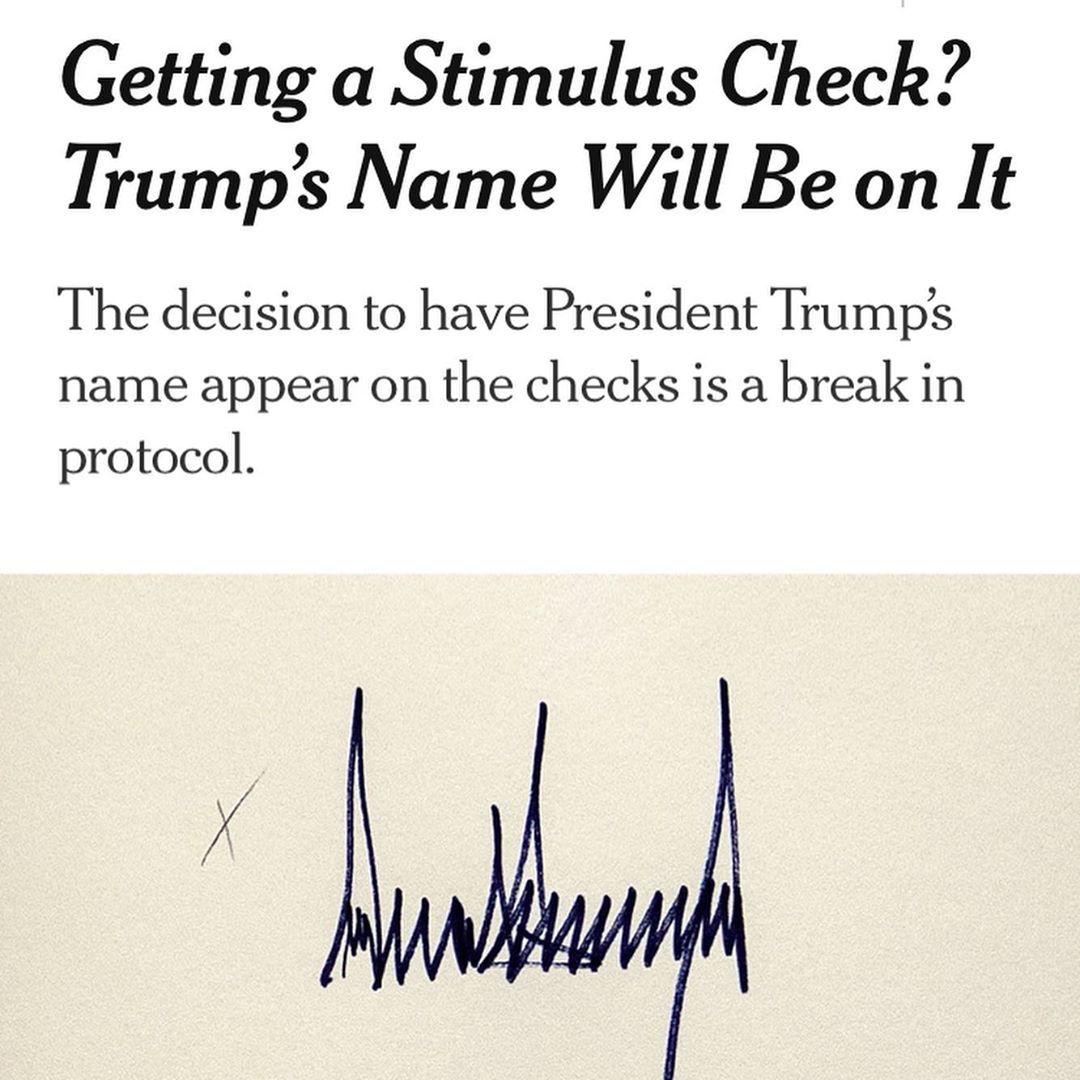 Getting a Stimulus Check?
Trump’s Name Will Be on It
The decision to have President Trump’s
name appear on the checks is a break in
protocol.
X